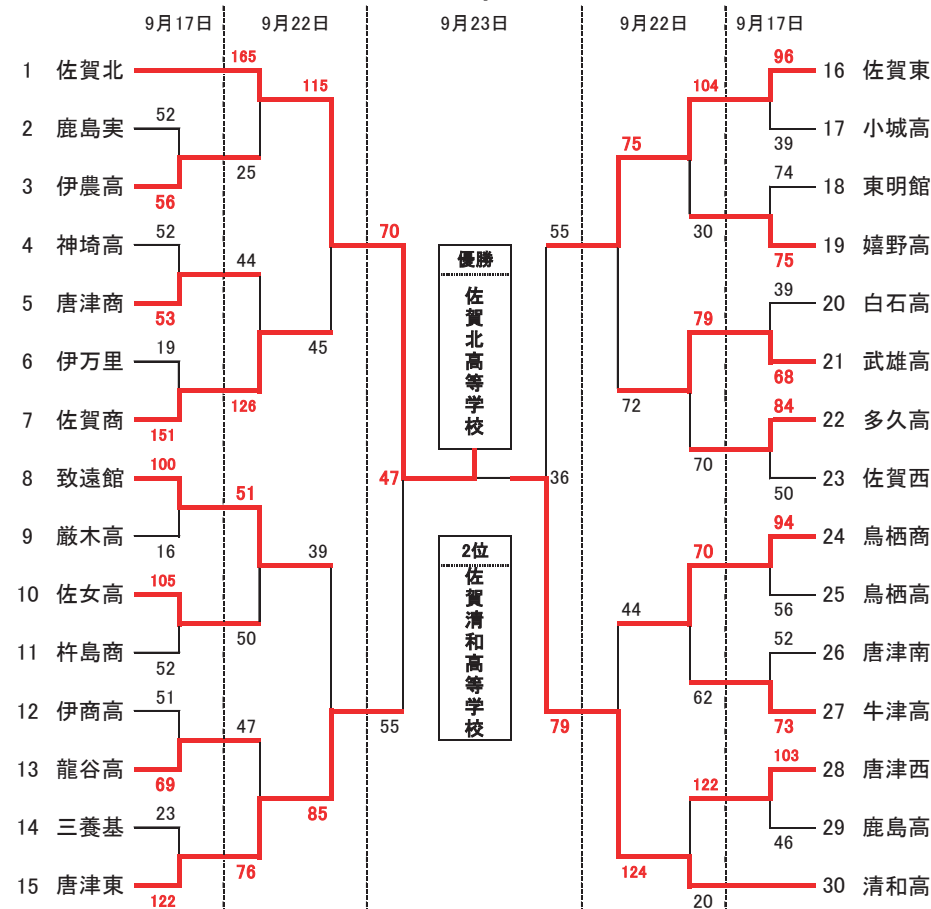 9月17日 9月22日 9月23日 9月22日 9月17日
165 96
1 佐賀北 16 佐賀東
115 104
52
2 鹿島実 17 小城高
75 39
25 74
3 伊農高 18 東明館
56
52 70 55 30
4 神埼高 19 嬉野高
44 優勝 75
5 唐津商 佐賀北高等学校 20 白石高
53 39
79
19 45
6 伊万里 21 武雄高
68
126 72 84
7 佐賀商 22 多久高
151
100 70
8 致遠館 47 36 23 佐賀西
51 50
94
9 厳木高 24 鳥栖商
16 39 2位 70
105 佐賀清和高等学校
10 佐女高 25 鳥栖高
44 56
50 52
11 杵島商 26 唐津南
52
51 62
12 伊商高 27 牛津高
47 55 79 73
103
13 龍谷高 28 唐津西
69 122
23 85
14 三養基 29 鹿島高
46
76 124
15 唐津東 30 清和高
122 20